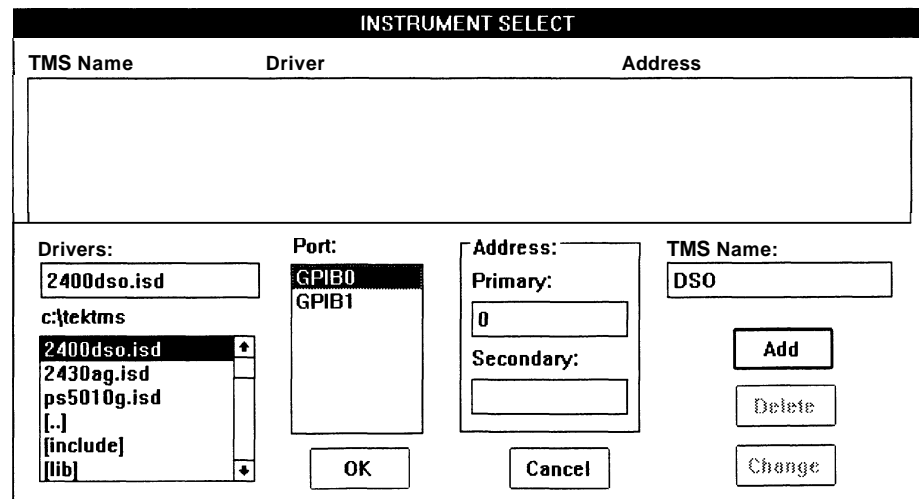 INSTRUMENT SELECT
TMS Name Driver Address
Drivers:
2400dso.isd
c:\tektms
2400dso.isd
2430ag.isd
ps5010g.isd
[..]
[include]
[lib]
Port:
GPIB0
GPIB1
OK
Address:
Primary:
0
Secondary:
Cancel
TMS Name:
DSO
Add
Delete
Change